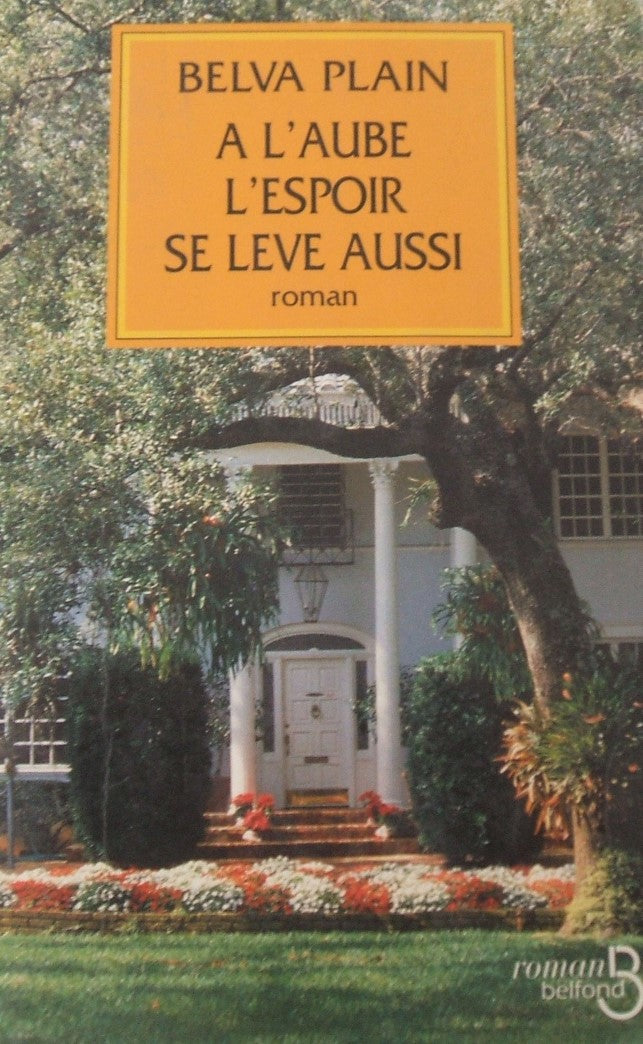 BELVA PLAIN
A L'AUBE
L'ESPOIR
SE LEVE AUSSI
roman
roman B
belfond